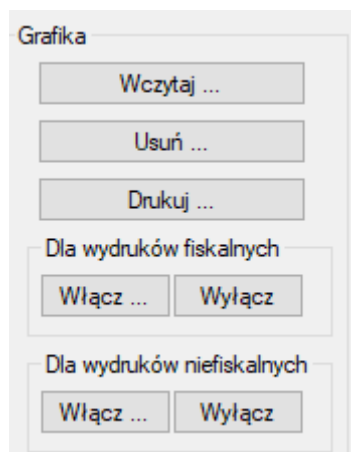 Grafika
Wczytaj ...
Usuń ...
Drukuj ...
Dla wydruków fiskalnych
Włącz ... Wyłącz
Dla wydruków niefiskalnych
Włącz ... Wyłącz